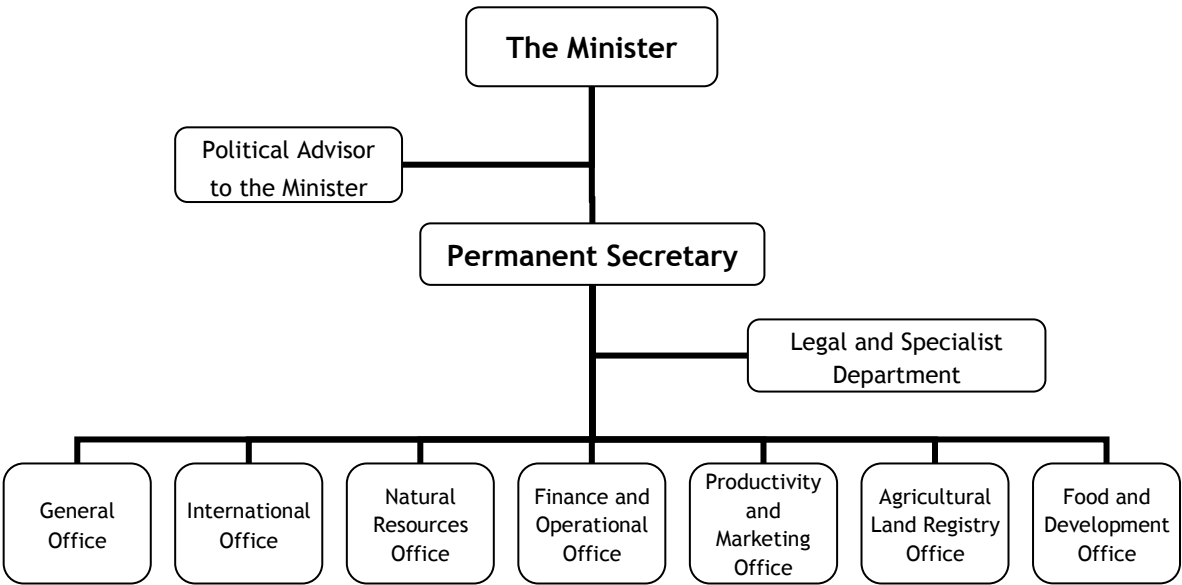 The Minister
Political Advisor
to the Minister
Permanent Secretary
Legal and Specialist
Department
General
Office
International
Office
Natural
Resources
Office
Finance and
Operational
Office
Productivity
and
Marketing
Office
Agricultural
Land Registry
Office
Food and
Development
Office